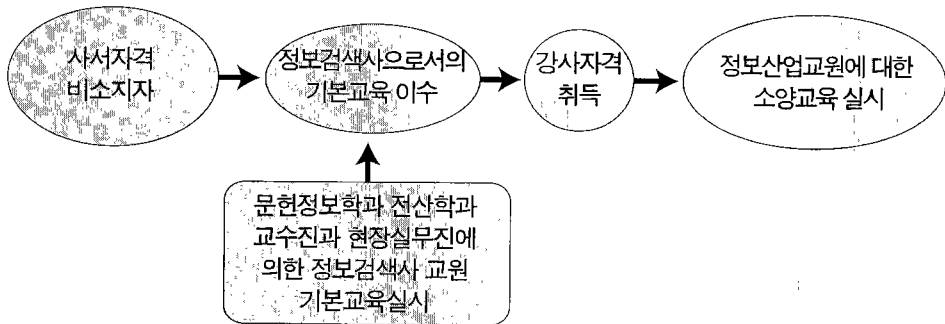 사서자격
비소지자
정보검색사으로서의
기본교육 이수
강사자격
취득
정보산업교원에 대한
소양교육 실시
문헌정보학과 전산학과
교수진과 현장실무진에
의한 정보검색사 교원
기본교육실시